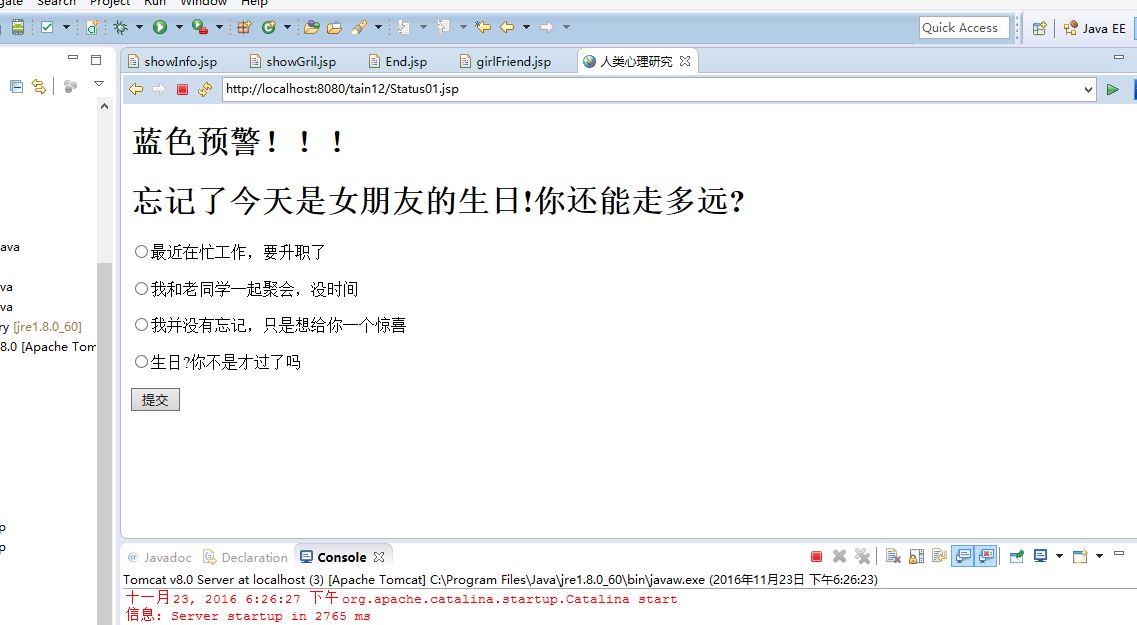 gate Search Project Run Window Help
Quick Access
Java EE
showInfo.jsp showGril.jsp End.jsp girlFriend.jsp 人类心理研究
http://localhost:8080/tain12/Status01.jsp
蓝色预警！！！
忘记了今天是女朋友的生日!你还能走多远?
最近在忙工作，要升职了
我和老同学一起聚会，没时间
我并没有忘记，只是想给你一个惊喜
生日?你不是才过了吗
提交
ava
va
va
ry [jre1.8.0_60]
8.0 [Apache Tom
p
p
@ Javadoc Declaration Console
Tomcat v8.0 Server at localhost (3) [Apache Tomcat] C:\Program Files\Java\jre1.8.0_60\bin\javaw.exe (2016年11月23日 下午6:26:23)
十一月 23, 2016 6:26:27 下午 org.apache.catalina.startup.Catalina start
信息: Server startup in 2765 ms